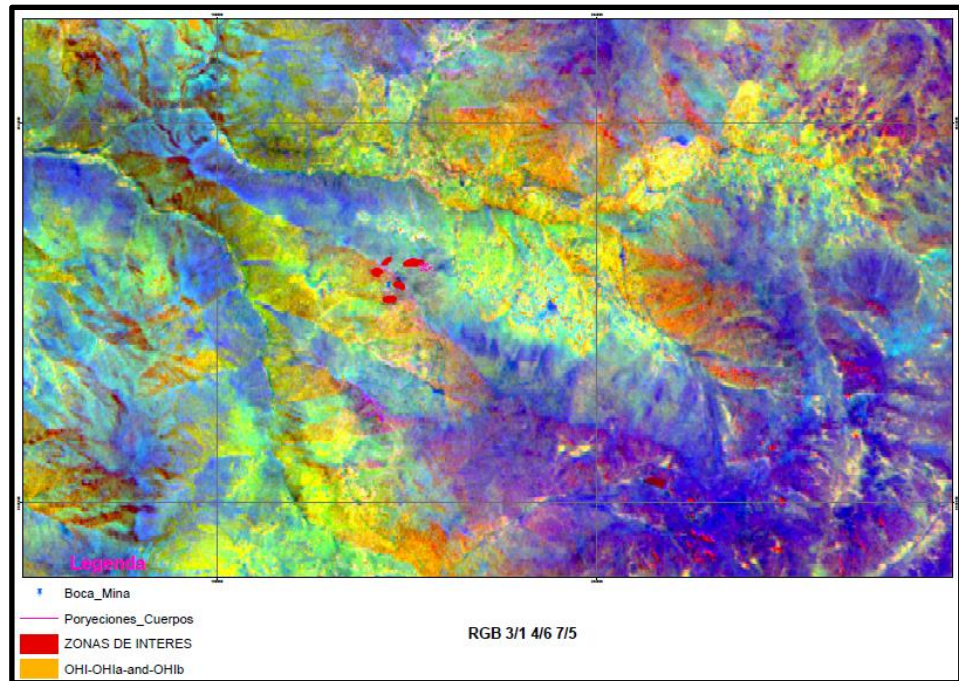 Legenda
Boca_Mina
Poryeciones_Cuerpos
ZONAS DE INTERES
OHI-OHIa-and-OHIb
RGB 3/1 4/6 7/5